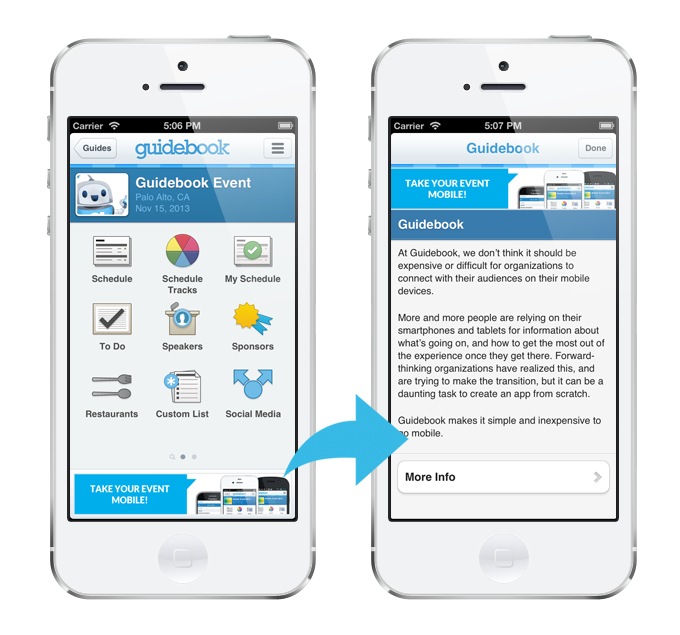 Carrier 5:06 PM
Guides guidebook
Guidebook Event
Palo Alto, CA
Nov 15, 2013
Schedule
Schedule
Tracks
My Schedule
To Do
Speakers
Sponsors
Restaurants
Custom List
Social Media
TAKE YOUR EVENT
MOBILE!
Carrier 5:07 PM
Guidebook Done
TAKE YOUR EVENT
MOBILE!
Guidebook
At Guidebook, we don't think it should be
expensive or difficult for organizations to
connect with their audiences on their mobile
devices.
More and more people are relying on their
smartphones and tablets for information about
what's going on, and how to get the most out of
the experience once they get there. Forward-
thinking organizations have realized this, and
are trying to make the transition, but it can be a
daunting task to create an app from scratch.
Guidebook makes it simple and inexpensive to
go mobile.
More Info